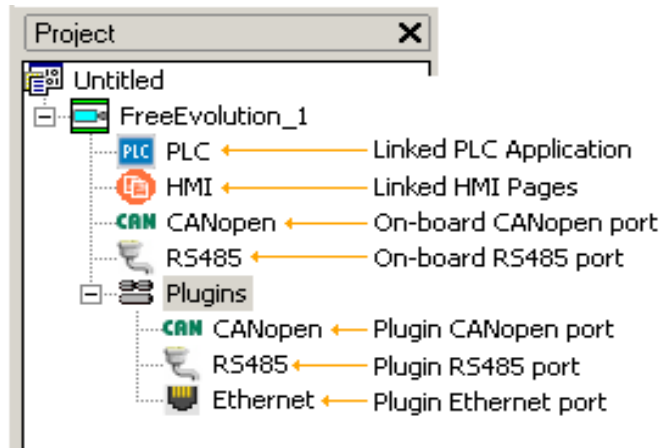 Project
Untitled
FreeEvolution_1
PLC PLC Linked PLC Application
HMI Linked HMI Pages
CAN CANopen On-board CANopen port
RS485 On-board RS485 port
Plugins
CAN CANopen Plugin CANopen port
RS485 Plugin RS485 port
Ethernet Plugin Ethernet port